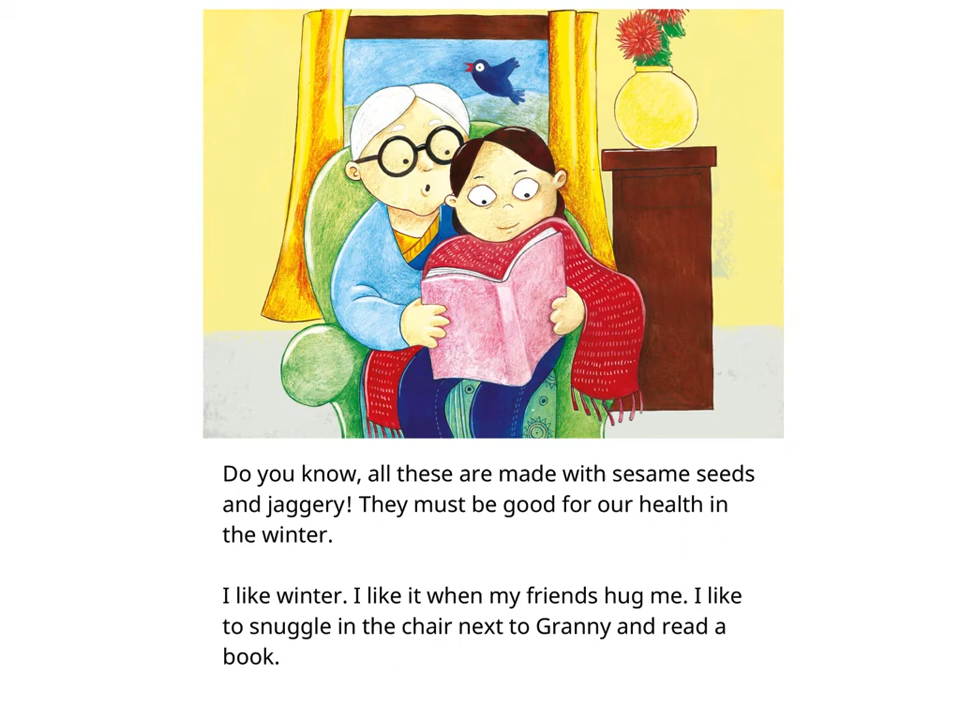 Do you know, all these are made with sesame seeds
and jaggery! They must be good for our health in
the winter.
I like winter. I like it when my friends hug me. I like
to snuggle in the chair next to Granny and read a
book.